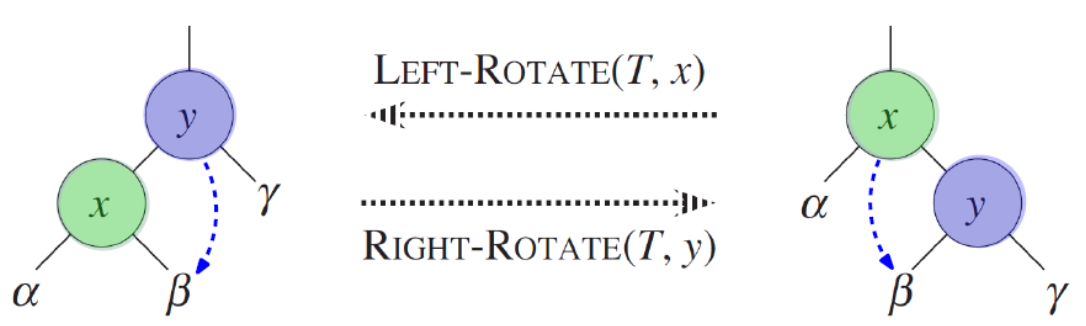 LEFT-ROTATE(T, x)
y
x
x
γ
α
y
RIGHT-ROTATE(T, y)
α
β
β
γ